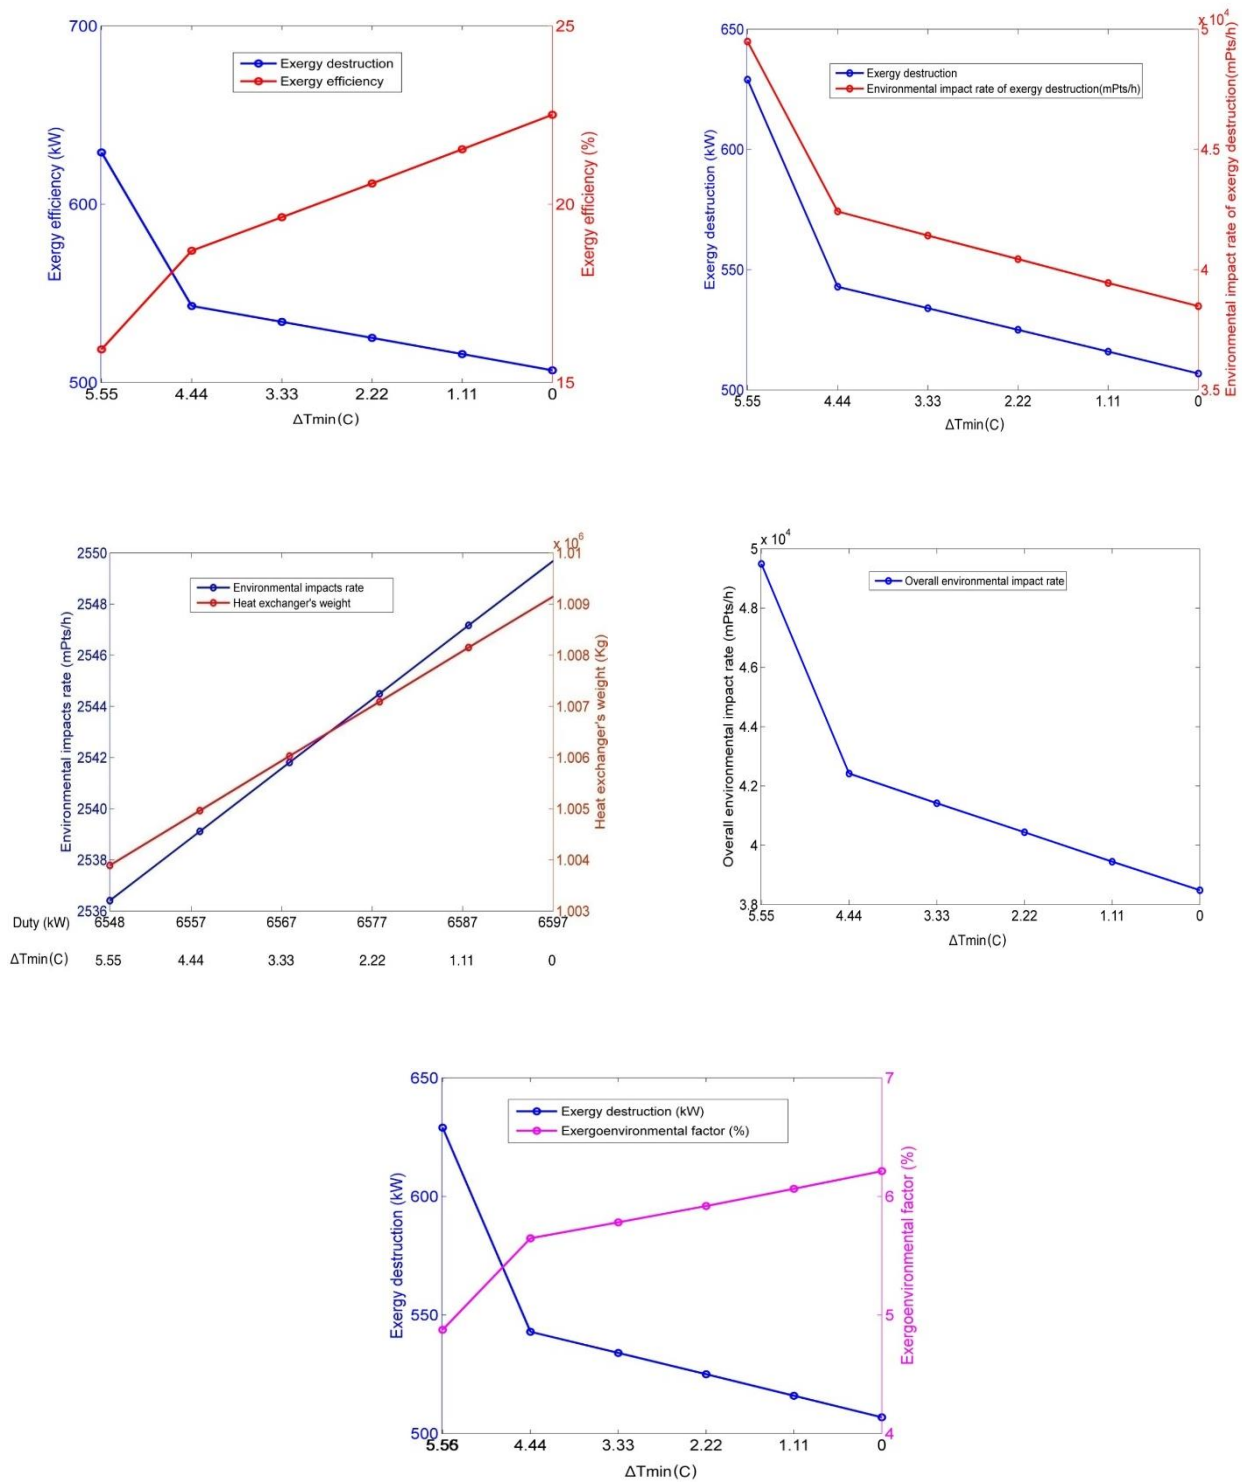 700
25
Exergy destruction
Exergy efficiency
Exergy efficiency (kW)
600
20
Exergy efficiency (%)
500
15
5.55 4.44 3.33 2.22 1.11 0
ΔTmin(C)
x 10^4
650
5
Exergy destruction
Environmental impact rate of exergy destruction(mPts/h)
Exergy destruction (kW)
600
4.5
550
4
Environmental impact rate of exergy destruction(mPts/h)
500
3.5
5.55 4.44 3.33 2.22 1.11 0
ΔTmin(C)
x 10^6
2550
1.01
Environmental impacts rate
Heat exchanger's weight
2548
1.009
2546
1.008
2544
1.007
2542
1.006
2540
1.005
2538
1.004
2536
1.003
Environmental impacts rate (mPts/h)
Heat exchanger's weight (Kg)
Duty (kW) 6548 6557 6567 6577 6587 6597
ΔTmin(C) 5.55 4.44 3.33 2.22 1.11 0
x 10^4
5
Overall environmental impact rate
4.8
4.6
4.4
4.2
4
3.8
Overall environmental impact rate (mPts/h)
5.55 4.44 3.33 2.22 1.11 0
ΔTmin(C)
650
7
Exergy destruction (kW)
Exergoenvironmental factor (%)
600
6
Exergy destruction (kW)
Exergoenvironmental factor (%)
550
5
500
4
5.56 4.44 3.33 2.22 1.11 0
ΔTmin(C)